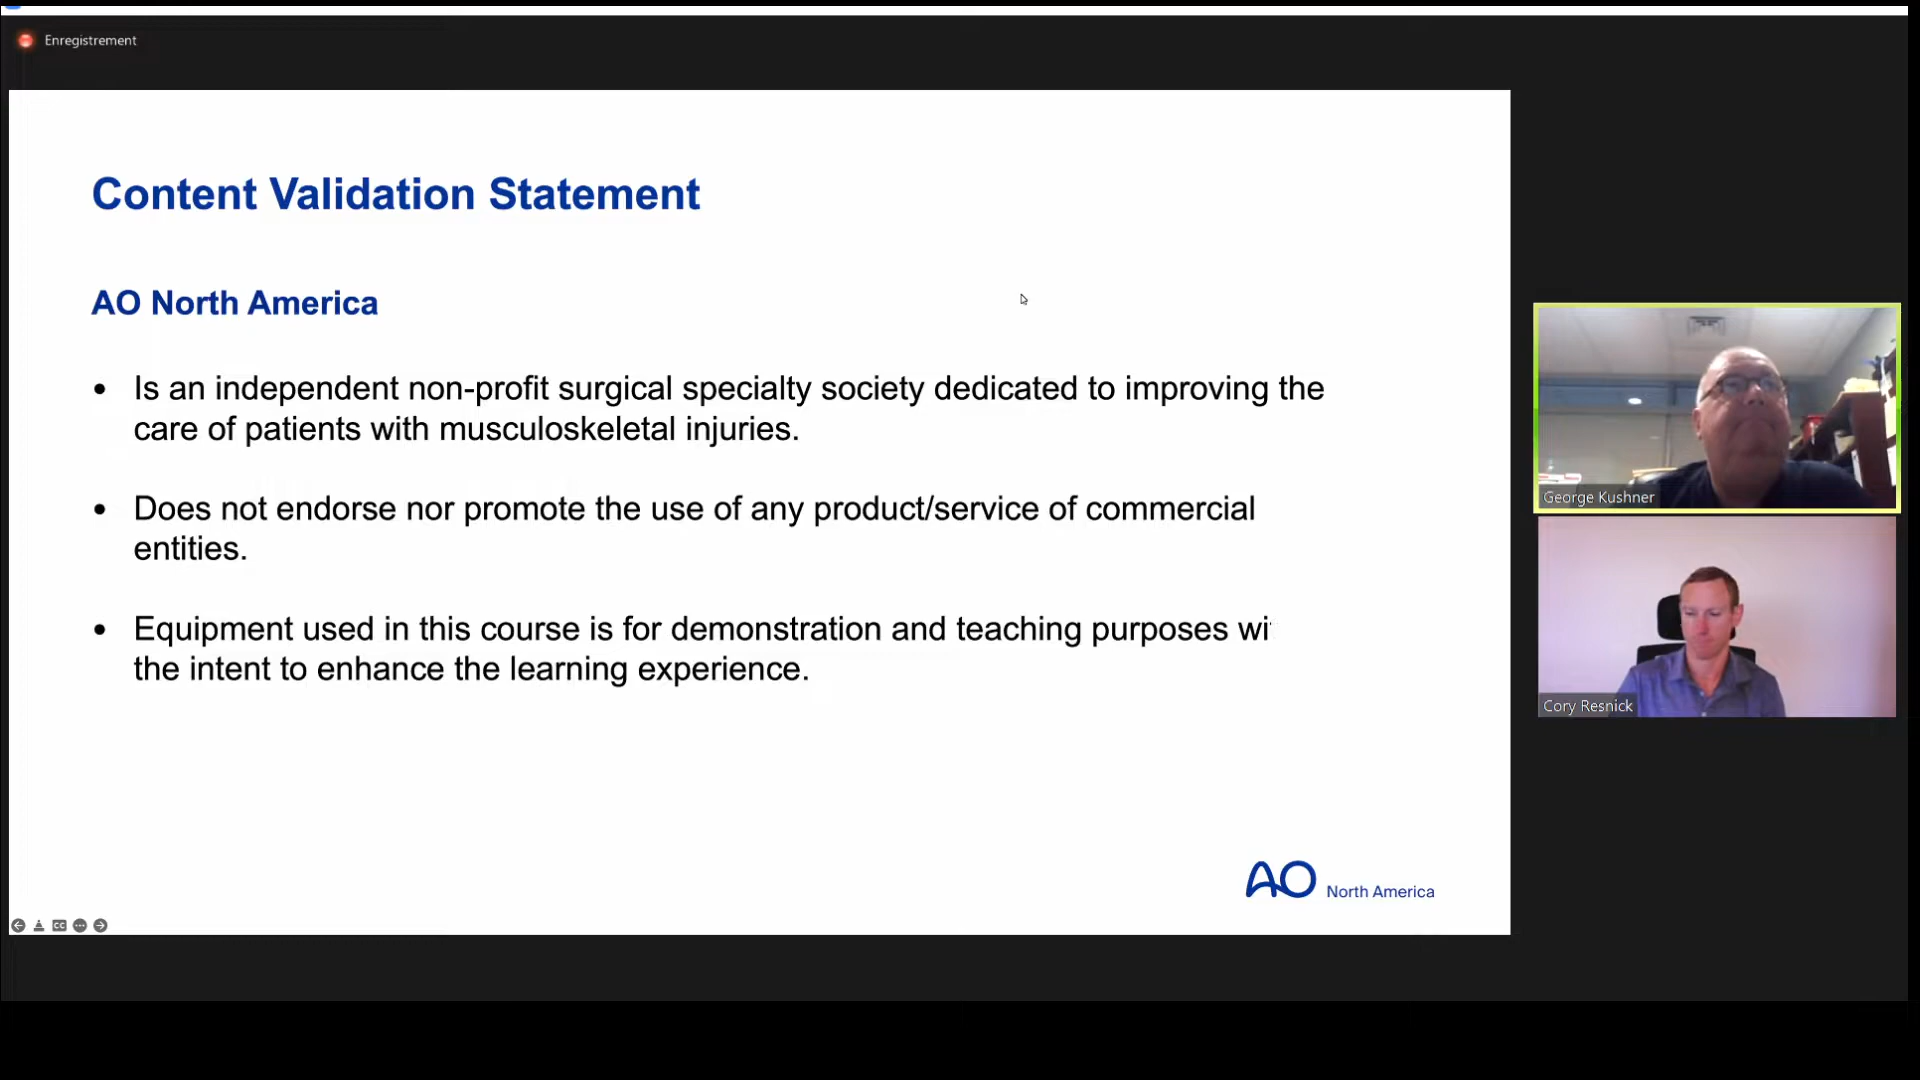 Enregistrement
Content Validation Statement
AO North America
• Is an independent non-profit surgical specialty society dedicated to improving the
care of patients with musculoskeletal injuries.
• Does not endorse nor promote the use of any product/service of commercial
entities.
• Equipment used in this course is for demonstration and teaching purposes wi
the intent to enhance the learning experience.
George Kushner
Cory Resnick
AO North America
CC